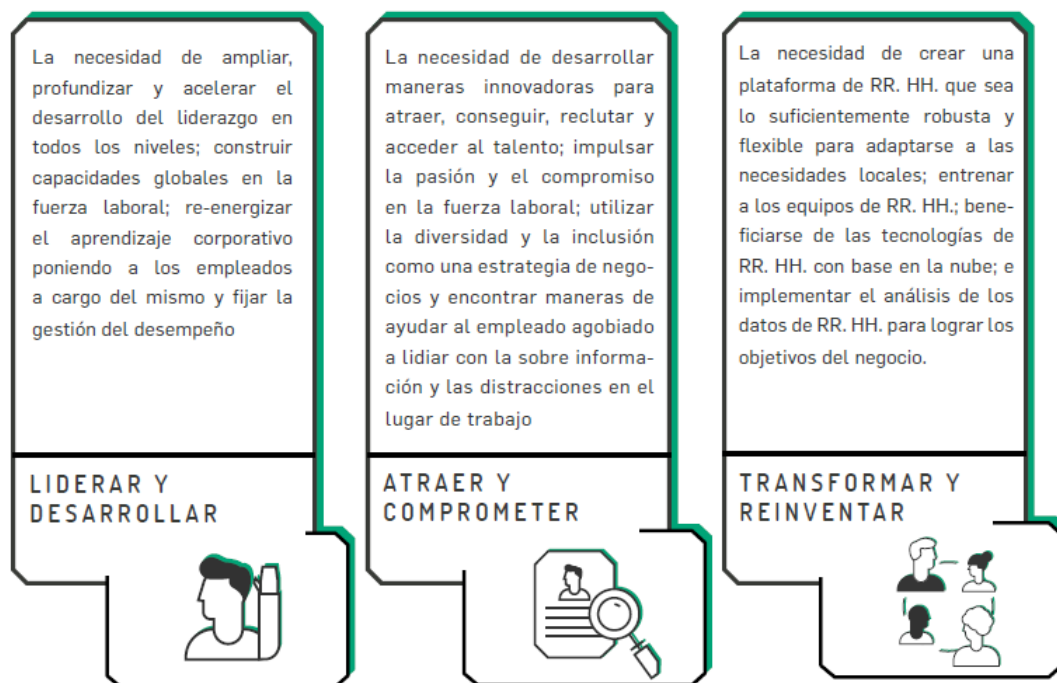 La necesidad de ampliar,
profundizar y acelerar el
desarrollo del liderazgo en
todos los niveles; construir
capacidades globales en la
fuerza laboral; re-energizar
el aprendizaje corporativo
poniendo a los empleados
a cargo del mismo y fijar la
gestión del desempeño
LIDERAR Y
DESARROLLAR
La necesidad de desarrollar
maneras innovadoras para
atraer, conseguir, reclutar y
acceder al talento; impulsar
la pasión y el compromiso
en la fuerza laboral; utilizar
la diversidad y la inclusión
como una estrategia de nego-
cios y encontrar maneras de
ayudar al empleado agobiado
a lidiar con la sobre informa-
ción y las distracciones en el
lugar de trabajo
ATRAER Y
COMPROMETER
La necesidad de crear una
plataforma de RR. HH. que sea
lo suficientemente robusta y
flexible para adaptarse a las
necesidades locales; entrenar
a los equipos de RR. HH.; bene-
ficiarse de las tecnologías de
RR. HH. con base en la nube; e
implementar el análisis de los
datos de RR. HH. para lograr los
objetivos del negocio.
TRANSFORMAR Y
REINVENTAR